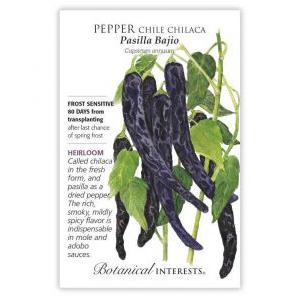 PEPPER CHILE CHILACA
Pasilla Bajio
Capsicum annuum
FROST SENSITIVE
80 DAYS from
transplanting
after last chance
of spring frost
HEIRLOOM
Called chilaca
in the fresh
form, and
pasilla as a
dried pepper.
The rich,
smoky, mildly
spicy flavor is
indispensable
in mole and
adobo
sauces.
Botanical INTERESTS®